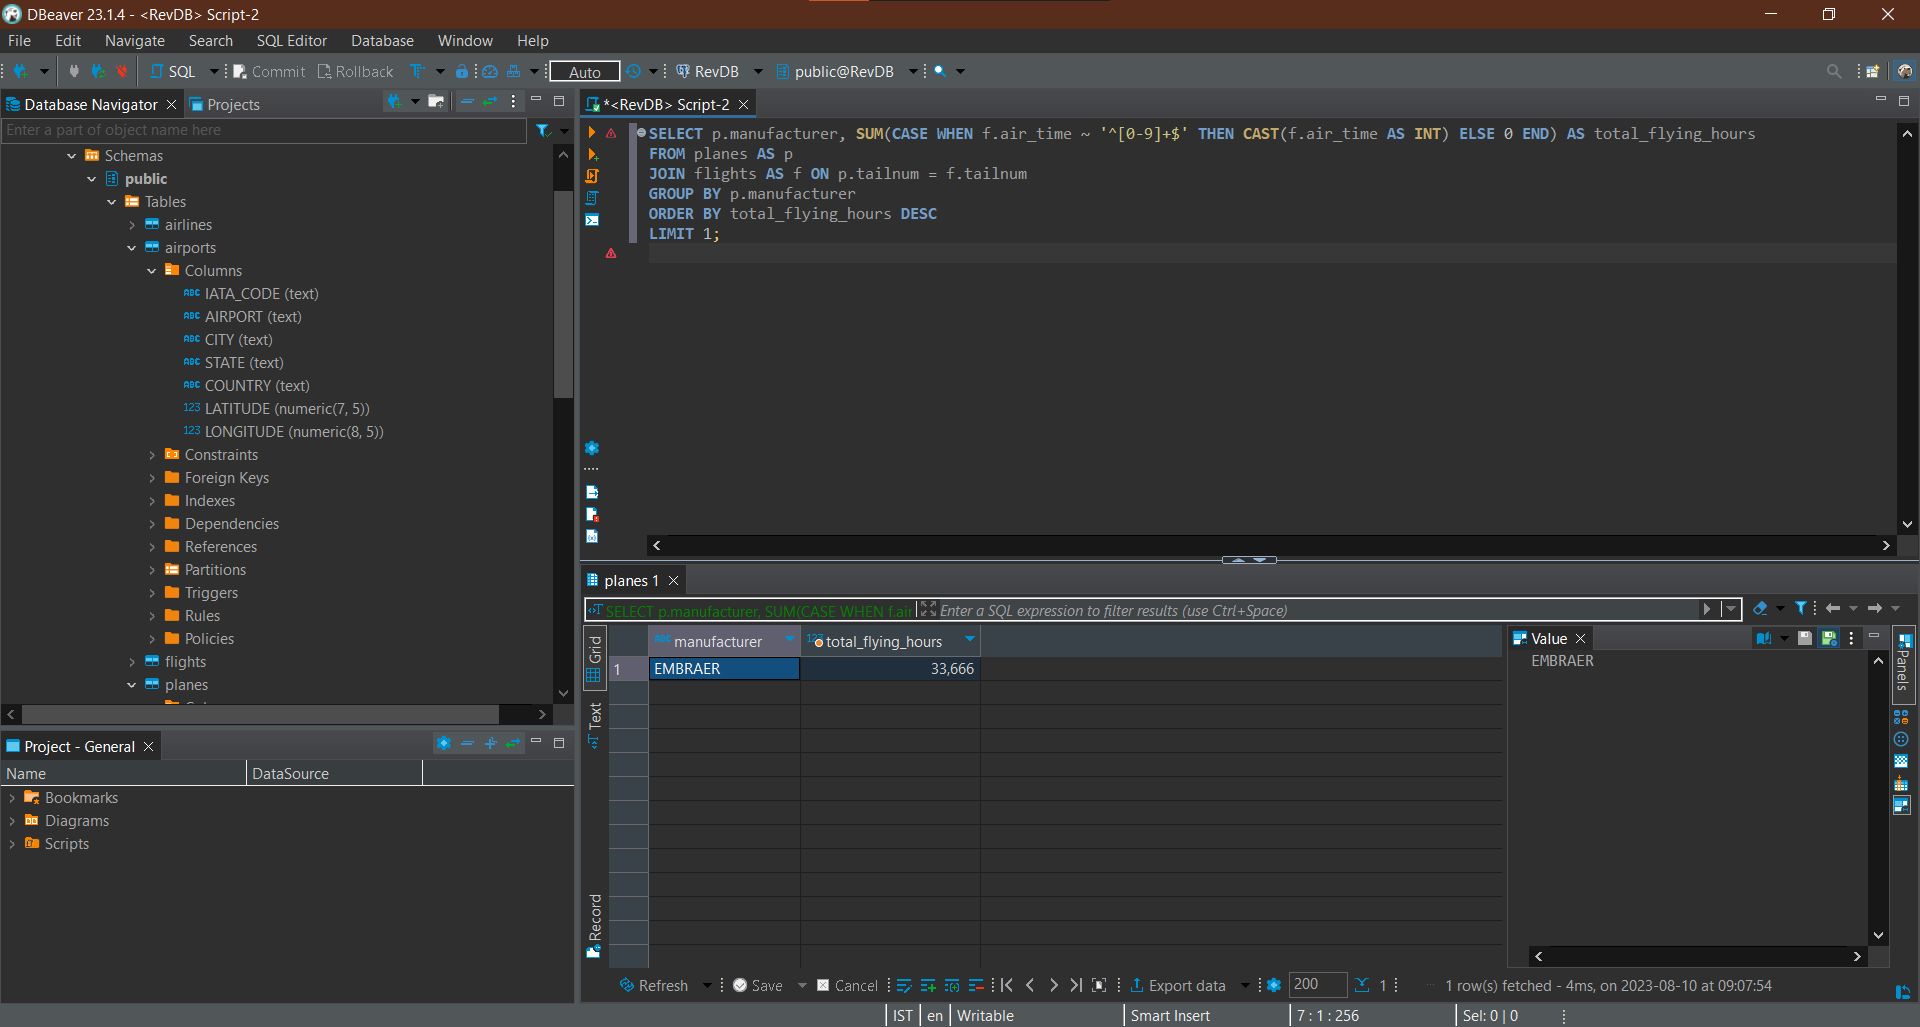 DBeaver 23.1.4 - <RevDB> Script-2
File Edit Navigate Search SQL Editor Database Window Help
SQL Commit Rollback Auto RevDB public@RevDB
Database Navigator Projects
Enter a part of object name here
Schemas
public
Tables
airlines
airports
Columns
ABC IATA_CODE (text)
ABC AIRPORT (text)
ABC CITY (text)
ABC STATE (text)
ABC COUNTRY (text)
123 LATITUDE (numeric(7, 5))
123 LONGITUDE (numeric(8, 5))
Constraints
Foreign Keys
Indexes
Dependencies
References
Partitions
Triggers
Rules
Policies
flights
planes
Project - General
Name DataSource
Bookmarks
Diagrams
Scripts
*<RevDB> Script-2
SELECT p.manufacturer, SUM(CASE WHEN f.air_time ~ '^[0-9]+$' THEN CAST(f.air_time AS INT) ELSE 0 END) AS total_flying_hours
FROM planes AS p
JOIN flights AS f ON p.tailnum = f.tailnum
GROUP BY p.manufacturer
ORDER BY total_flying_hours DESC
LIMIT 1;
planes 1
SELECT p.manufacturer, SUM(CASE WHEN f.air Enter a SQL expression to filter results (use Ctrl+Space)
Grid
Text
Record
manufacturer 123 total_flying_hours
1 EMBRAER 33,666
Value
EMBRAER
Panels
Refresh Save Cancel Export data 200 1 1 row(s) fetched - 4ms, on 2023-08-10 at 09:07:54
IST en Writable Smart Insert 7 : 1 : 256 Sel: 0 | 0